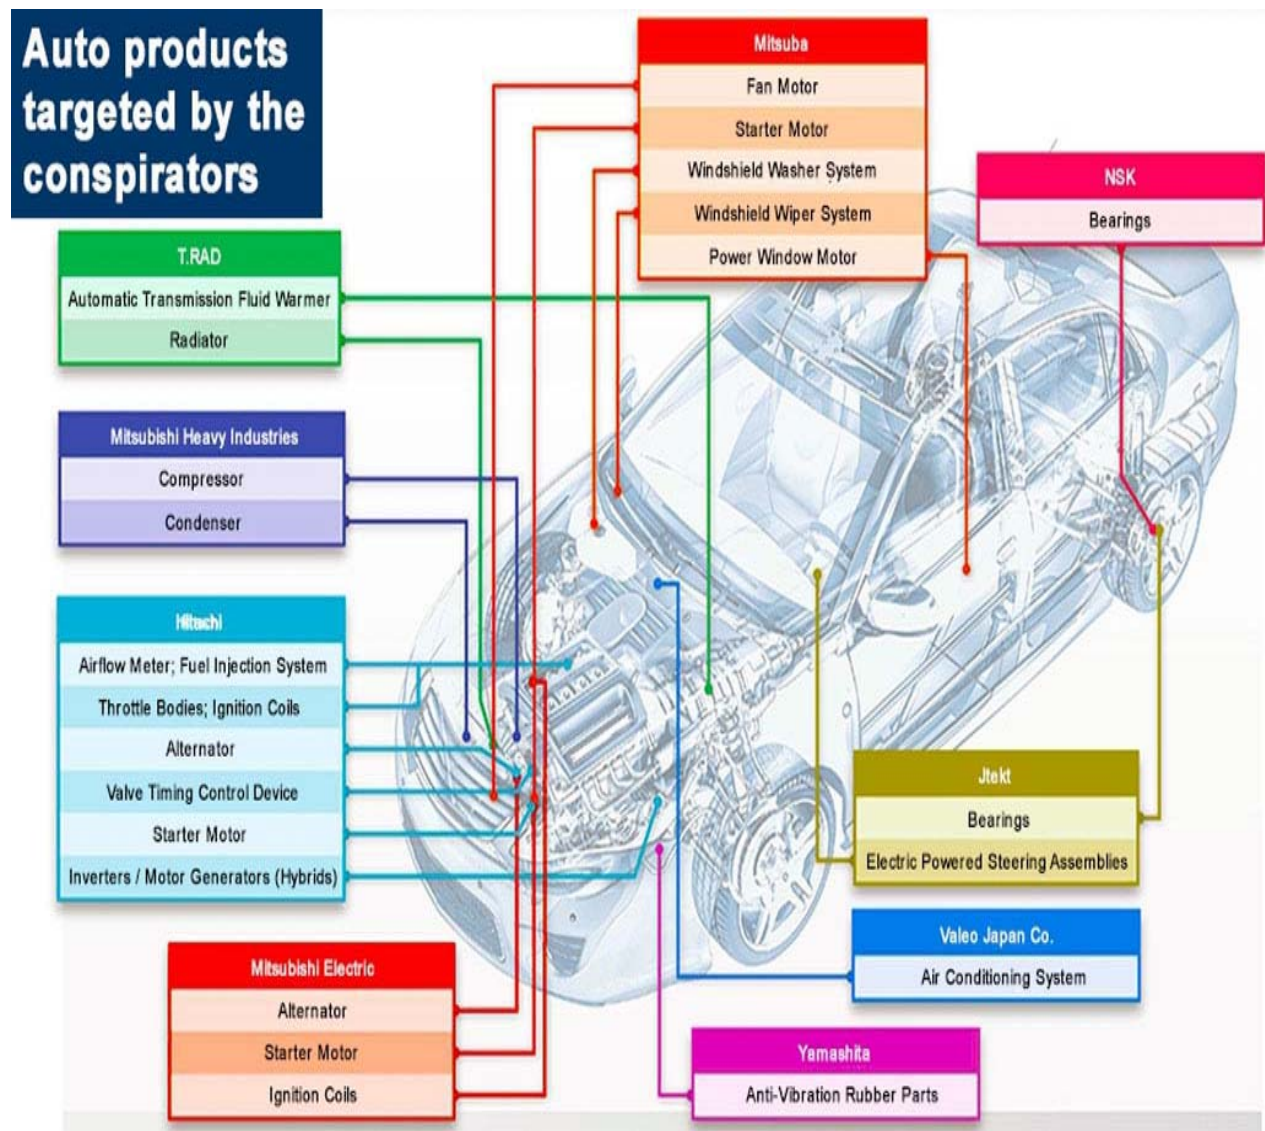 Auto products
targeted by the
conspirators
Mitsuba
Fan Motor
Starter Motor
Windshield Washer System
Windshield Wiper System
Power Window Motor
NSK
Bearings
T.RAD
Automatic Transmission Fluid Warmer
Radiator
Mitsubishi Heavy Industries
Compressor
Condenser
Hitachi
Airflow Meter; Fuel Injection System
Throttle Bodies; Ignition Coils
Alternator
Valve Timing Control Device
Starter Motor
Inverters / Motor Generators (Hybrids)
Jtekt
Bearings
Electric Powered Steering Assemblies
Valeo Japan Co.
Air Conditioning System
Mitsubishi Electric
Alternator
Starter Motor
Ignition Coils
Yamashita
Anti-Vibration Rubber Parts